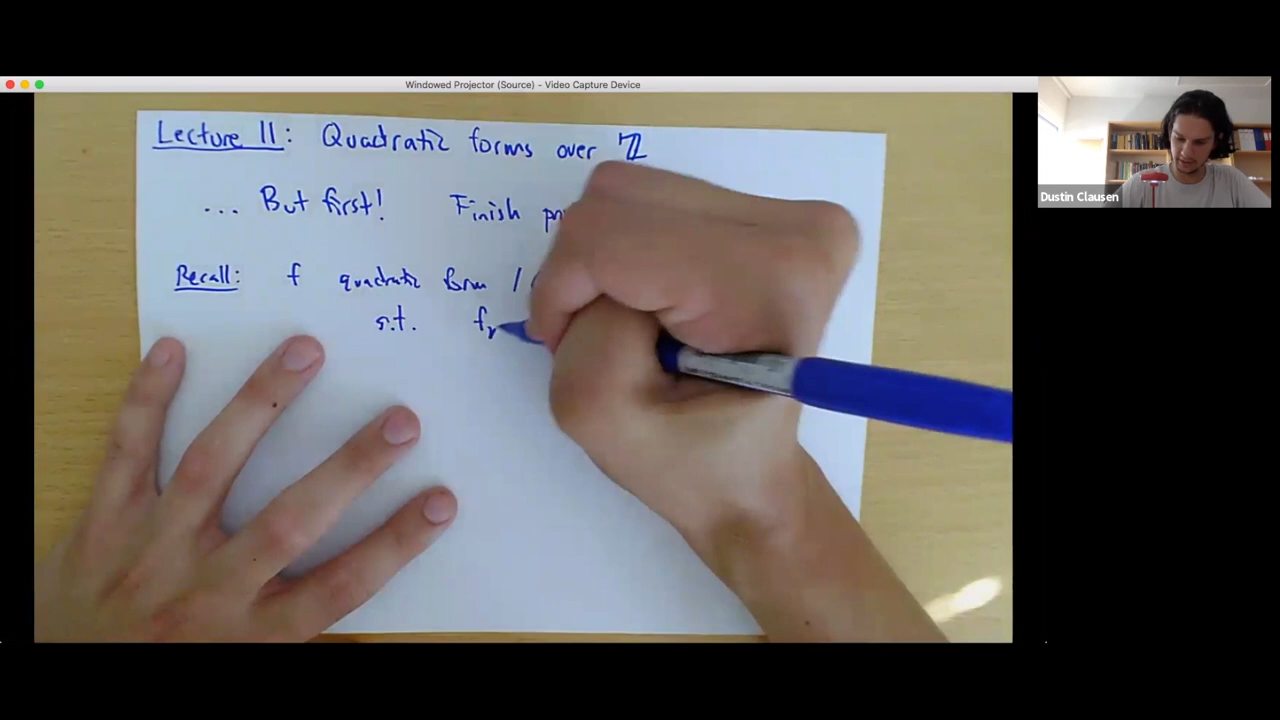 Windowed Projector (Source) - Video Capture Device
Lecture 11: Quadratic forms over ℤ
... But first! Finish
Recall: f quadratic form /
s.t. f
Dustin Clausen